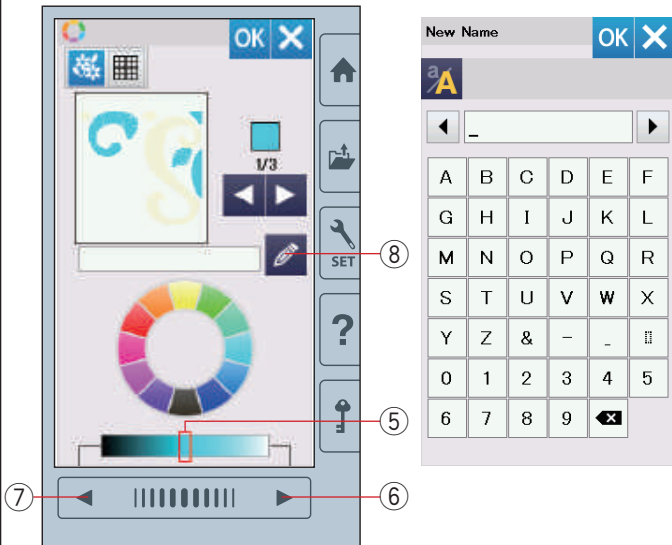 OK
1/3
SET
?
⑧
⑤
⑦
⑥
New Name
OK
a/A
_
A B C D E F
G H I J K L
M N O P Q R
S T U V W X
Y Z & - _
0 1 2 3 4 5
6 7 8 9